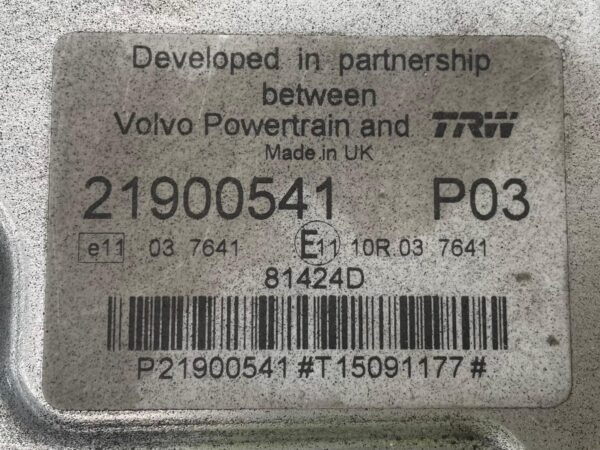 Developed in partnership
between
Volvo Powertrain and TRW
Made in UK
21900541 P03
e11 03 7641 E11 10R.03 7641
81424D
P21900541#T15091177#